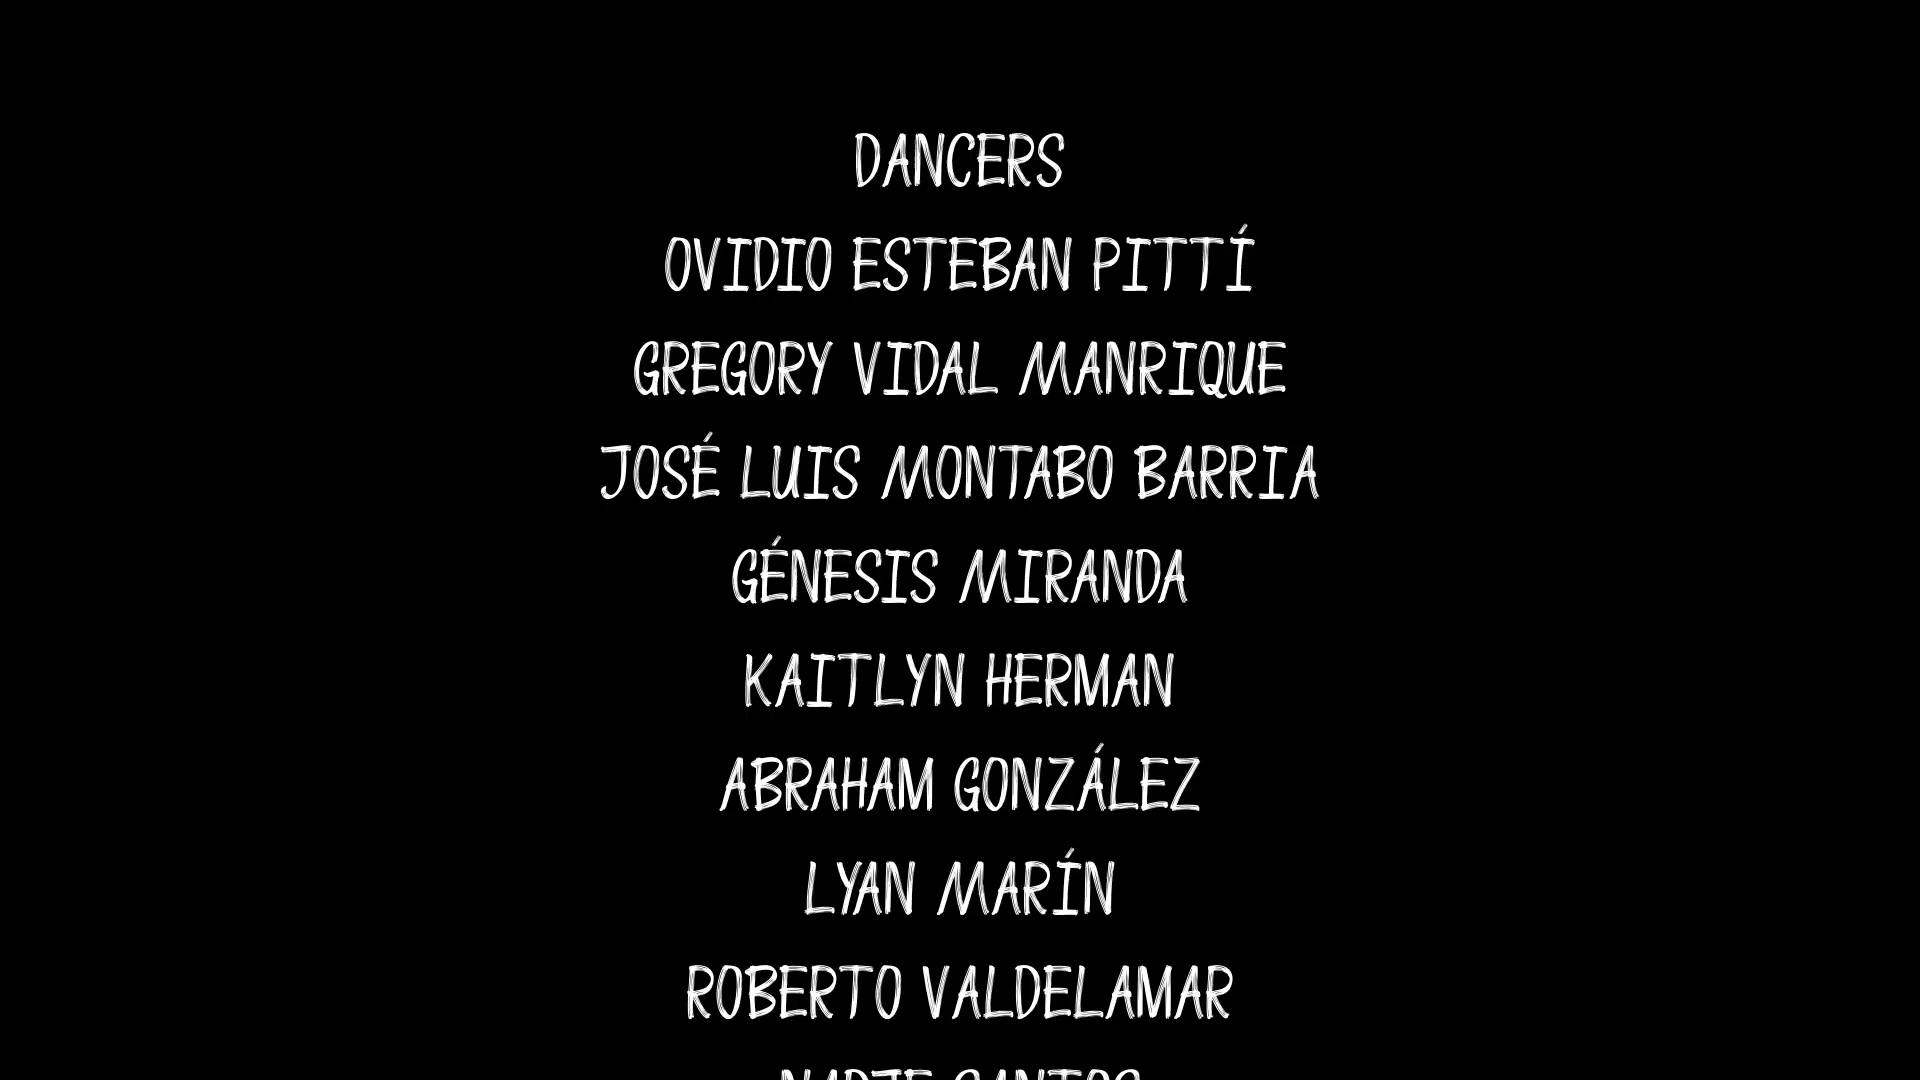 DANCERS
OVIDIO ESTEBAN PITTÍ
GREGORY VIDAL MANRIQUE
JOSÉ LUIS MONTABO BARRIA
GÉNESIS MIRANDA
KAITLYN HERMAN
ABRAHAM GONZÁLEZ
LYAN MARÍN
ROBERTO VALDELAMAR
SANTOS